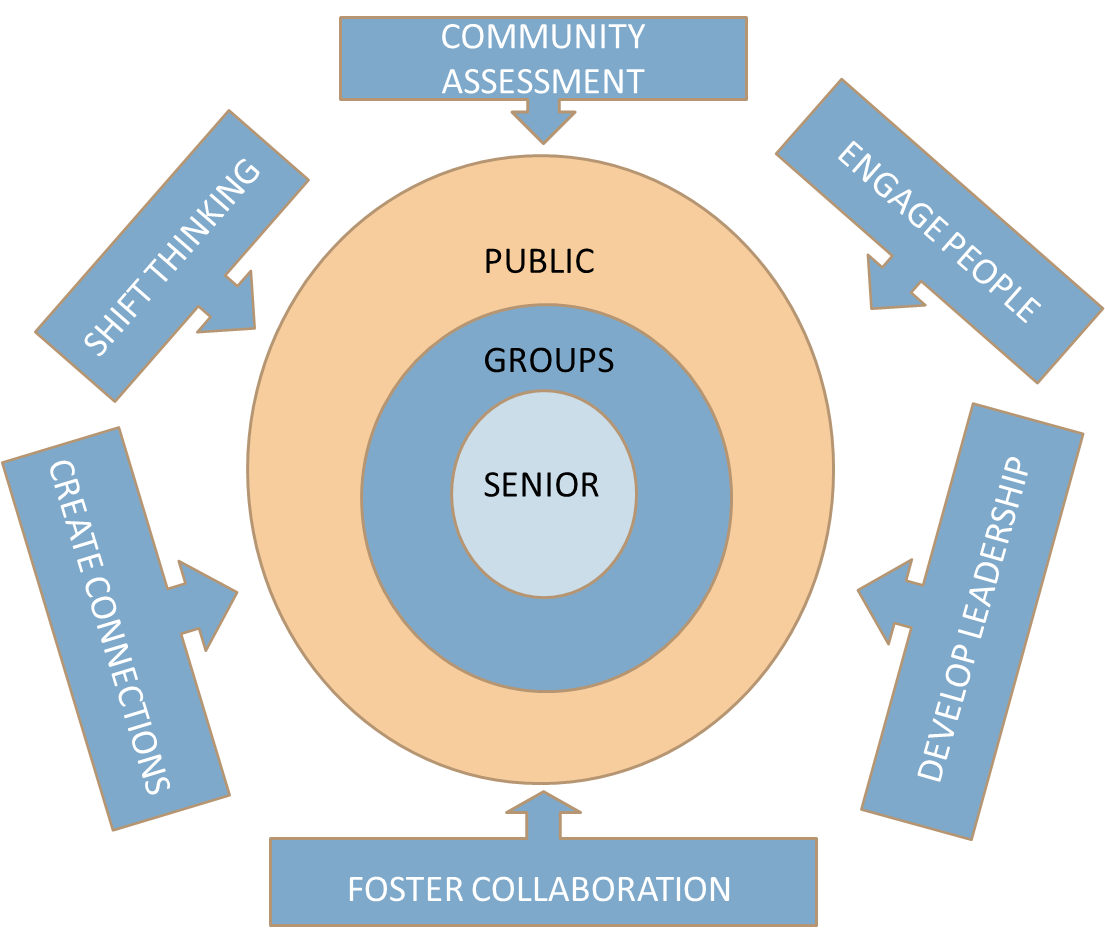 COMMUNITY
ASSESSMENT
ENGAGE PEOPLE
SHIFT THINKING
PUBLIC
GROUPS
SENIOR
CREATE CONNECTIONS
DEVELOP LEADERSHIP
FOSTER COLLABORATION